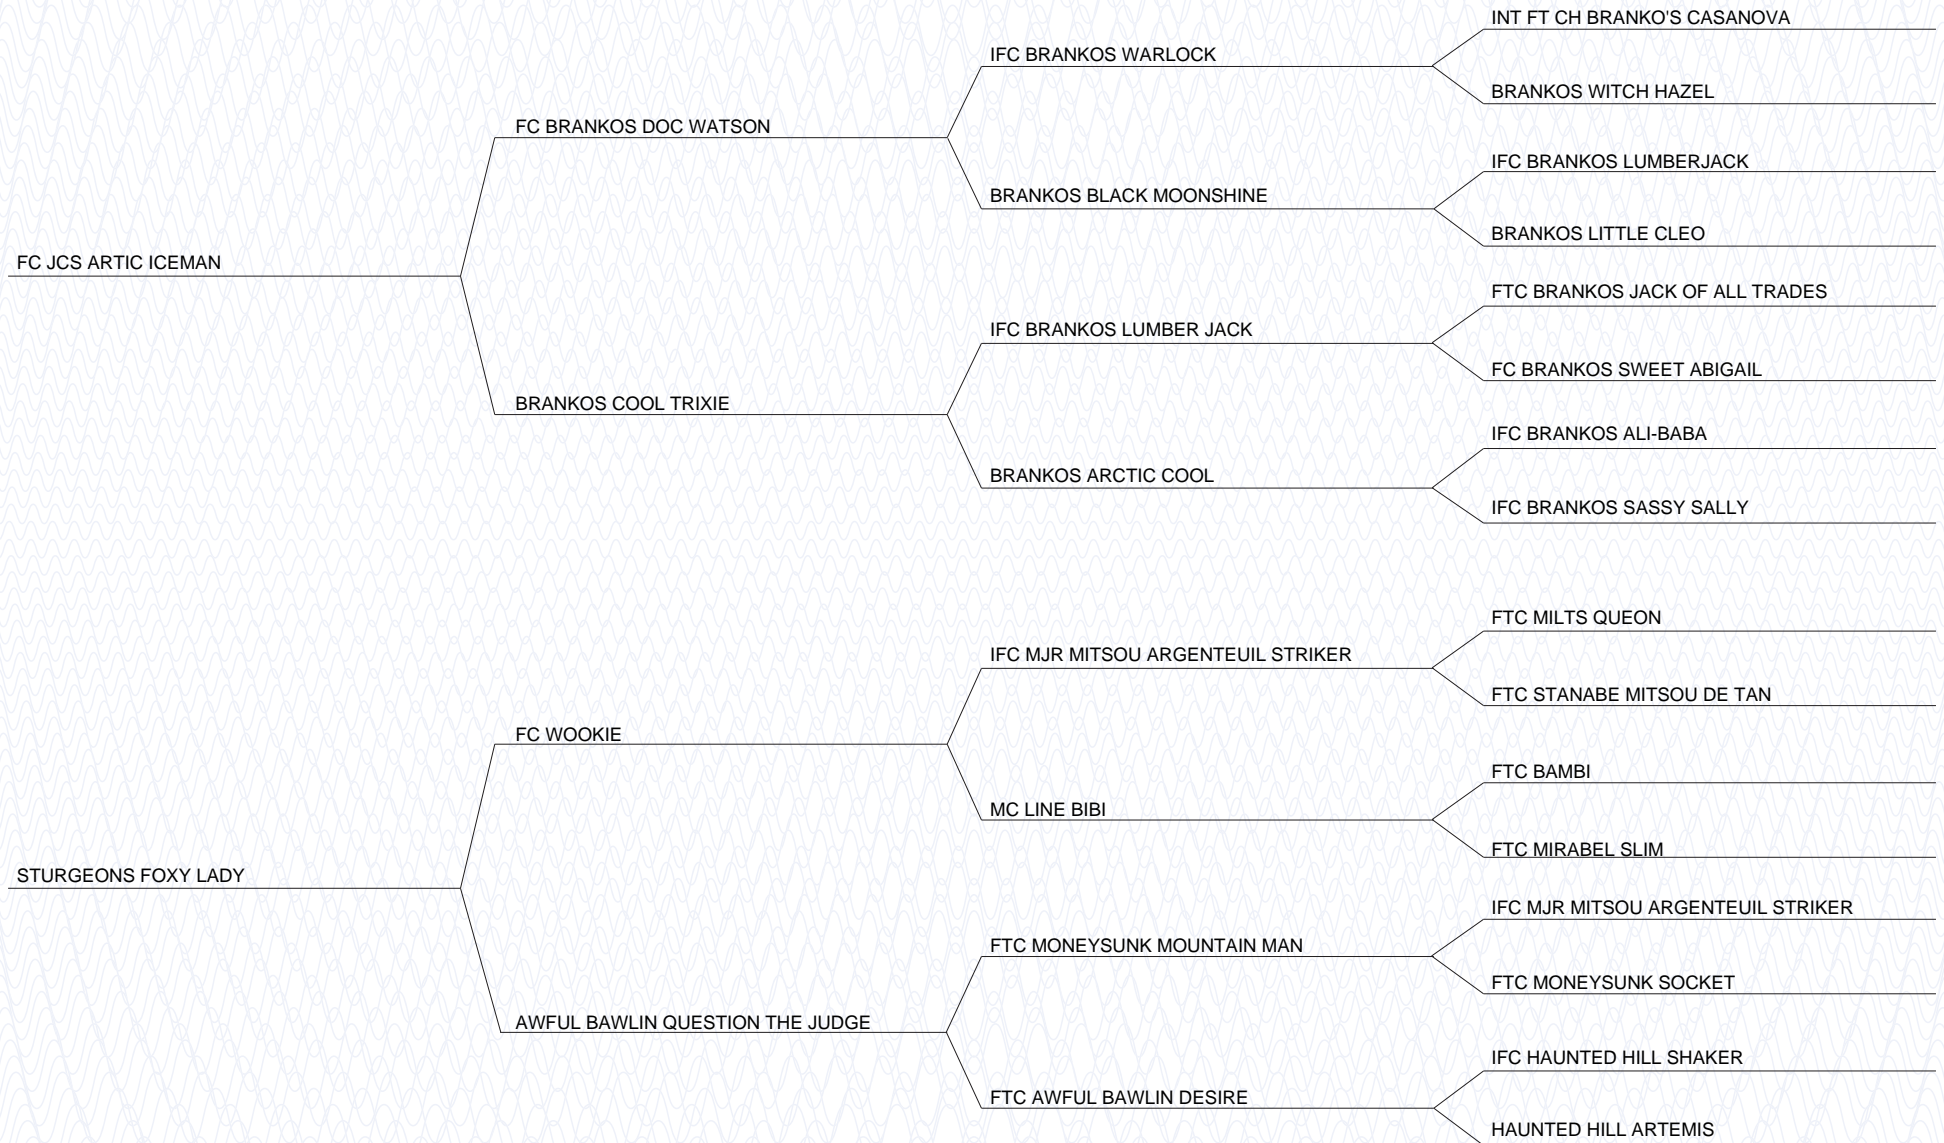 INT FT CH BRANKO'S CASANOVA
IFC BRANKOS WARLOCK
BRANKOS WITCH HAZEL
FC BRANKOS DOC WATSON
IFC BRANKOS LUMBERJACK
BRANKOS BLACK MOONSHINE
BRANKOS LITTLE CLEO
FC JCS ARTIC ICEMAN
FTC BRANKOS JACK OF ALL TRADES
IFC BRANKOS LUMBER JACK
FC BRANKOS SWEET ABIGAIL
BRANKOS COOL TRIXIE
IFC BRANKOS ALI-BABA
BRANKOS ARCTIC COOL
IFC BRANKOS SASSY SALLY
FTC MILTS QUEON
IFC MJR MITSOU ARGENTEUIL STRIKER
FTC STANABE MITSOU DE TAN
FC WOOKIE
FTC BAMBI
MC LINE BIBI
FTC MIRABEL SLIM
STURGEONS FOXY LADY
IFC MJR MITSOU ARGENTEUIL STRIKER
FTC MONEYSUNK MOUNTAIN MAN
FTC MONEYSUNK SOCKET
AWFUL BAWLIN QUESTION THE JUDGE
IFC HAUNTED HILL SHAKER
FTC AWFUL BAWLIN DESIRE
HAUNTED HILL ARTEMIS